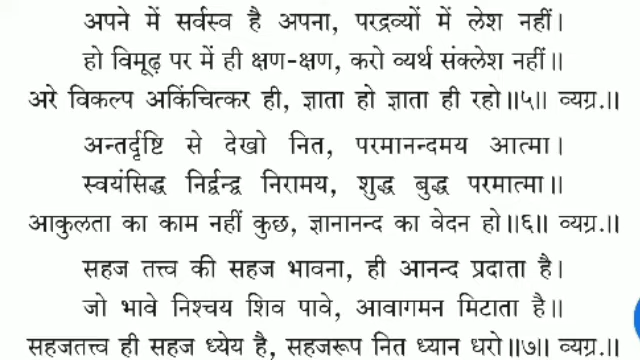 अपने में सर्वस्व है अपना, परद्रव्यों में लेश नहीं।
हो विमूढ़ पर में ही क्षण-क्षण, करो व्यर्थ संक्लेश नहीं॥
अरे विकल्प अकिंचित्कर ही, ज्ञाता हो ज्ञाता ही रहो॥५॥ व्यग्र.॥
अन्तर्दृष्टि से देखो नित, परमानन्दमय आत्मा।
स्वयंसिद्ध निर्द्वन्द्व निरामय, शुद्ध बुद्ध परमात्मा॥
आकुलता का काम नहीं कुछ, ज्ञानानन्द का वेदन हो॥६॥ व्यग्र.॥
सहज तत्त्व की सहज भावना, ही आनन्द प्रदाता है।
जो भावे निश्चय शिव पावे, आवागमन मिटाता है॥
सहजतत्त्व ही सहज ध्येय है, सहजरूप नित ध्यान धरो॥७॥ व्यग्र.॥